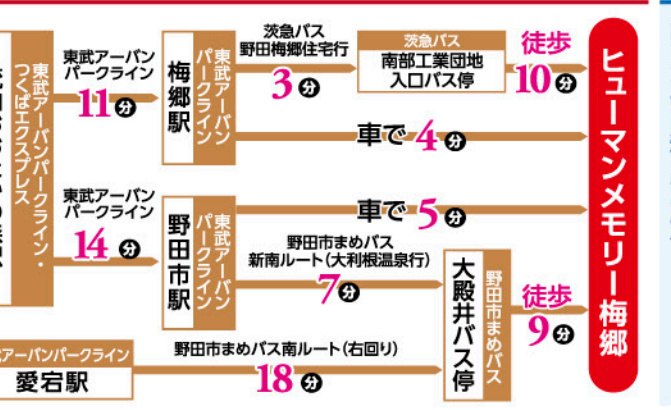 東武アーバンパークライン・
つくばエクスプレス
東武アーバン
パークライン
11分
梅郷駅
東武アーバン
パークライン
茨急バス
野田梅郷住宅行
3分
茨急バス
南部工業団地
入口バス停
徒歩
10分
車で4分
東武アーバン
パークライン
14分
野田市駅
東武アーバン
パークライン
車で5分
野田市まめバス
新南ルート(大利根温泉行)
7分
大殿井バス停
野田市まめバス
徒歩
9分
アーバンパークライン
愛宕駅
野田市まめバス南ルート(右回り)
18分
ヒューマンメモリー梅郷